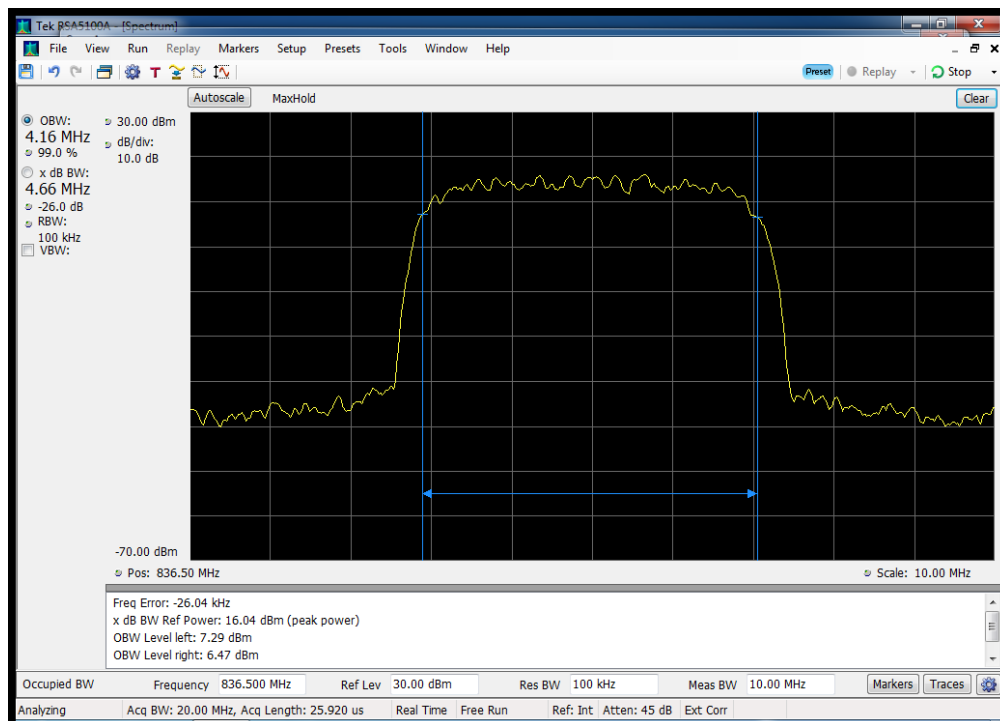 Tek RSA5100A - [Spectrum]
File View Run Replay Markers Setup Presets Tools Window Help
Preset Replay Stop
Autoscale MaxHold Clear
OBW:
4.16 MHz
99.0 %
x dB BW:
4.66 MHz
-26.0 dB
RBW:
100 kHz
VBW:
30.00 dBm
dB/div:
10.0 dB
-70.00 dBm
Pos: 836.50 MHz
Scale: 10.00 MHz
Freq Error: -26.04 kHz
x dB BW Ref Power: 16.04 dBm (peak power)
OBW Level left: 7.29 dBm
OBW Level right: 6.47 dBm
Occupied BW Frequency 836.500 MHz Ref Lev 30.00 dBm Res BW 100 kHz Meas BW 10.00 MHz Markers Traces
Analyzing Acq BW: 20.00 MHz, Acq Length: 25.920 us Real Time Free Run Ref: Int Atten: 45 dB Ext Corr